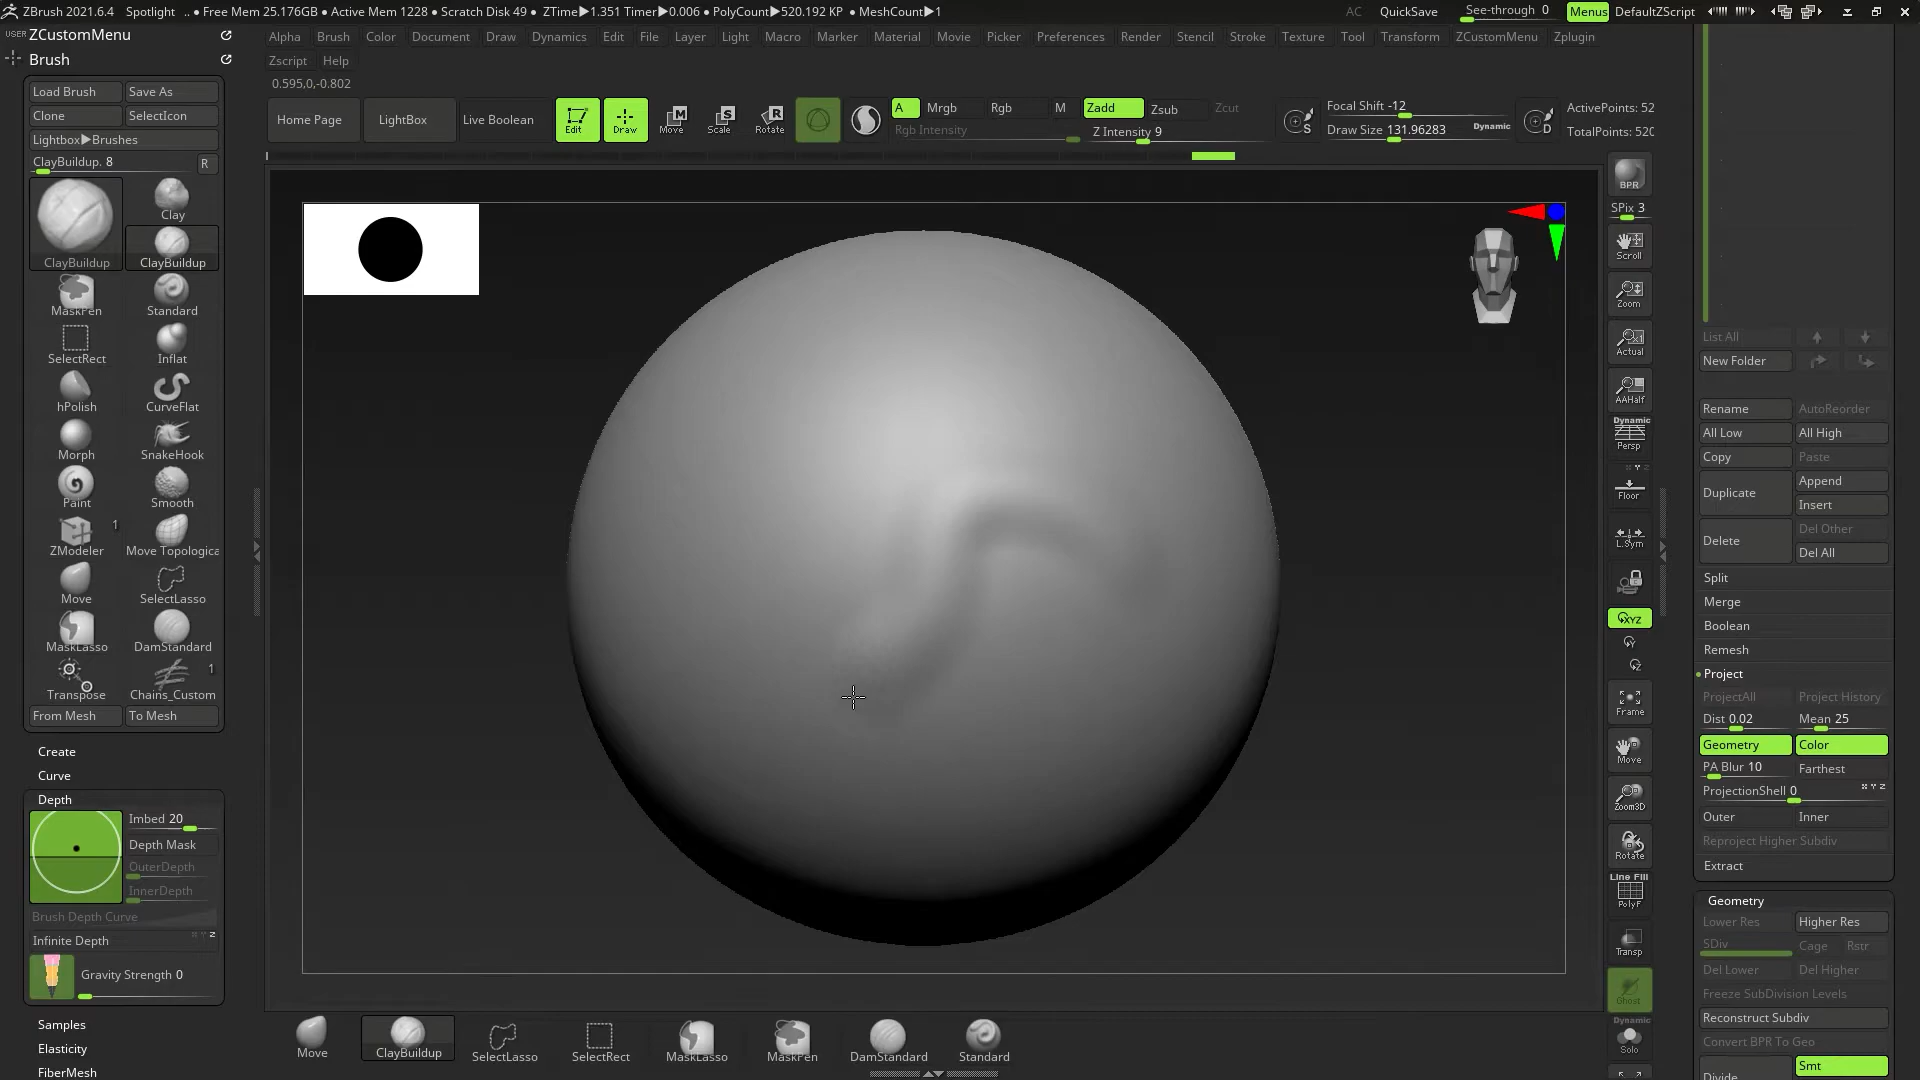 ZBrush 2021.6.4 Spotlight .. • Free Mem 25.176GB • Active Mem 1228 • Scratch Disk 49 • ZTime▶1.351 Timer▶0.006 • PolyCount▶520.192 KP • MeshCount▶1 AC QuickSave See-through 0 Menus DefaultZScript
USER ZCustomMenu
Brush
Alpha Brush Color Document Draw Dynamics Edit File Layer Light Macro Marker Material Movie Picker Preferences Render Stencil Stroke Texture Tool Transform ZCustomMenu Zplugin
Zscript Help
0.595,0,-0.802
Home Page LightBox Live Boolean Edit Draw Move Scale Rotate
A Mrgb Rgb M Zadd Zsub Zcut
Rgb Intensity Z Intensity 9
S Focal Shift -12
Draw Size 131.96283 Dynamic D
ActivePoints: 52
TotalPoints: 520
Load Brush Save As
Clone SelectIcon
Lightbox▶Brushes
ClayBuildup. 8 R
Clay
ClayBuildup ClayBuildup
MaskPen Standard
SelectRect Inflat
hPolish CurveFlat
Morph SnakeHook
Paint Smooth
1
ZModeler Move Topologica
Move SelectLasso
MaskLasso DamStandard
1
Transpose Chains_Custom
From Mesh To Mesh
Create
Curve
Depth
Imbed 20
Depth Mask
OuterDepth
InnerDepth
Brush Depth Curve
Infinite Depth
Gravity Strength 0
Samples
Elasticity
FiberMesh
Move ClayBuildup SelectLasso SelectRect MaskLasso MaskPen DamStandard Standard
BPR
SPix 3
Scroll
Zoom
Actual
AAHalf
Dynamic
Persp
Floor
L.Sym
XYZ
Y
Z
Frame
Move
Zoom3D
Rotate
Line Fill
PolyF
Transp
Ghost
Dynamic
Solo
List All
New Folder
Rename AutoReorder
All Low All High
Copy Paste
Duplicate Append
Insert
Delete Del Other
Del All
Split
Merge
Boolean
Remesh
Project
ProjectAll Project History
Dist 0.02 Mean 25
Geometry Color
PA Blur 10 Farthest
ProjectionShell 0 X Y Z
Outer Inner
Reproject Higher Subdiv
Extract
Geometry
Lower Res Higher Res
SDiv Cage Rstr
Del Lower Del Higher
Freeze SubDivision Levels
Reconstruct Subdiv
Convert BPR To Geo
Divide Smt